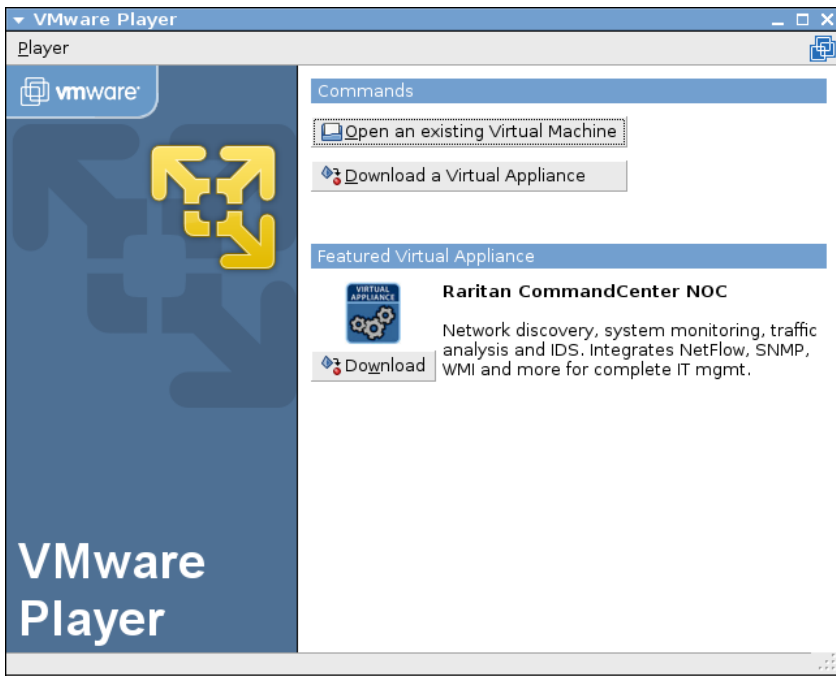 VMware Player
Player
vmware
Commands
Open an existing Virtual Machine
Download a Virtual Appliance
Featured Virtual Appliance
VIRTUAL
APPLIANCE
Raritan CommandCenter NOC
Network discovery, system monitoring, traffic
analysis and IDS. Integrates NetFlow, SNMP,
WMI and more for complete IT mgmt.
Download
VMware
Player